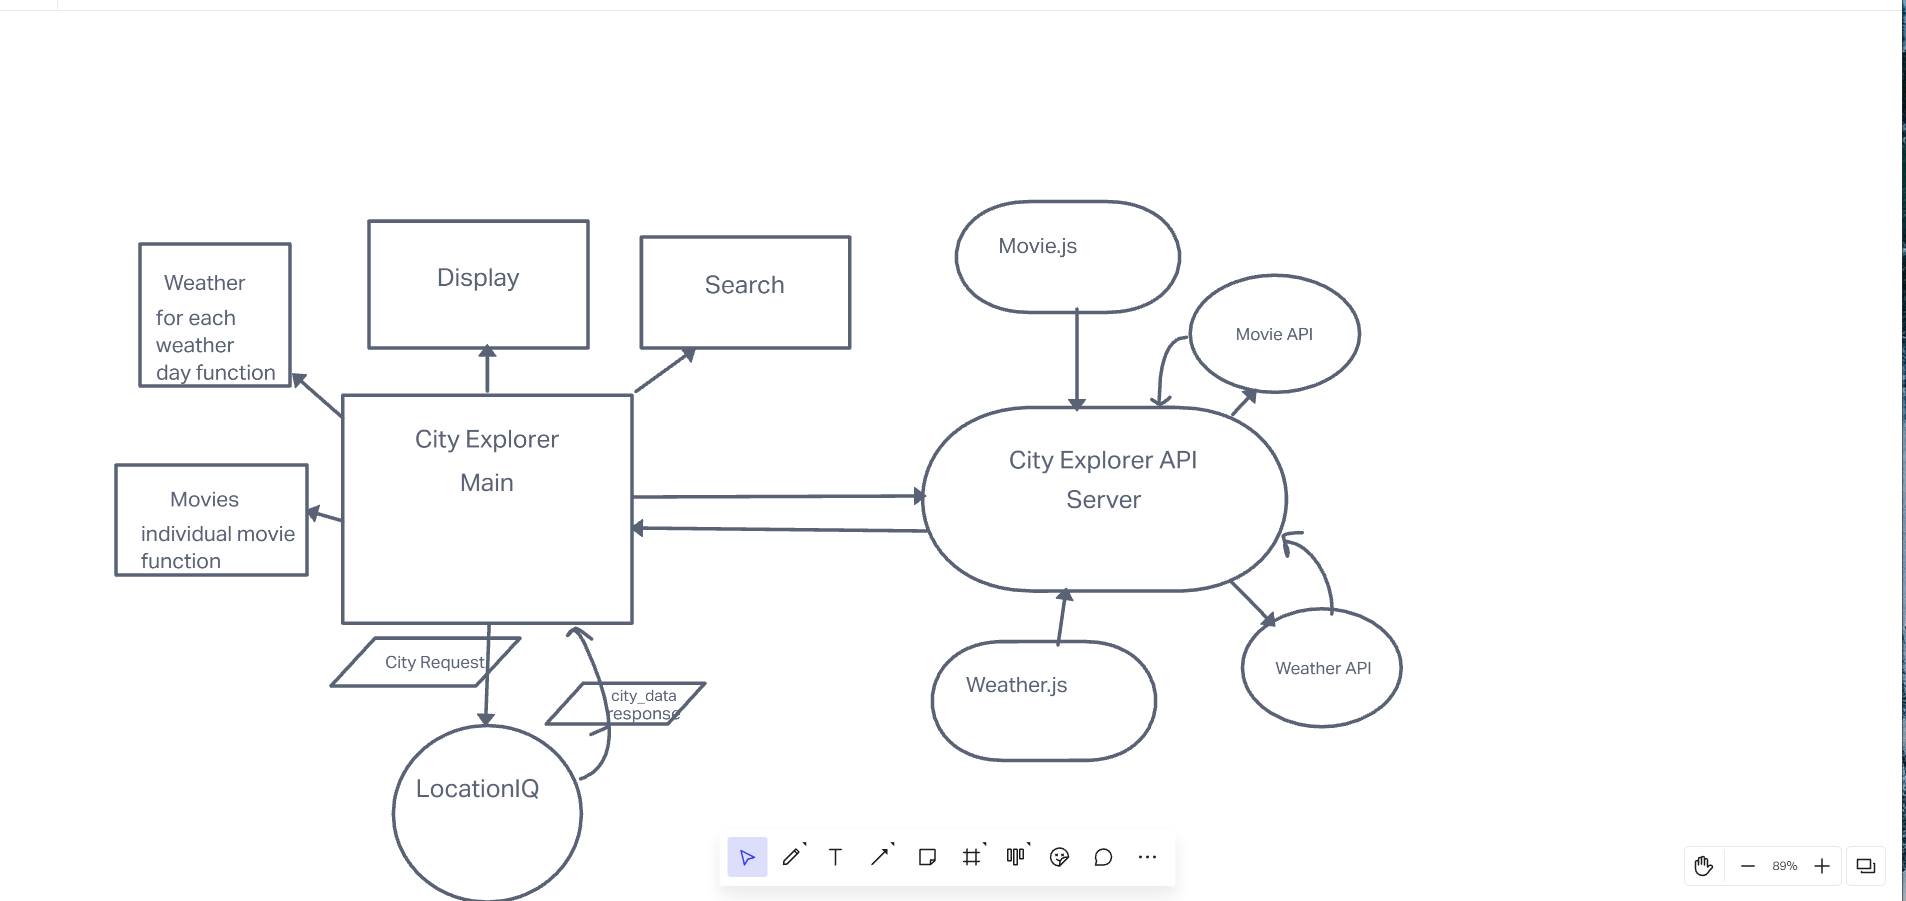 Weather
for each
weather
day function
Display
Search
Movie.js
Movie API
City Explorer
Main
City Explorer API
Server
Movies
individual movie
function
City Request
city_data
response
Weather.js
Weather API
LocationIQ
89%